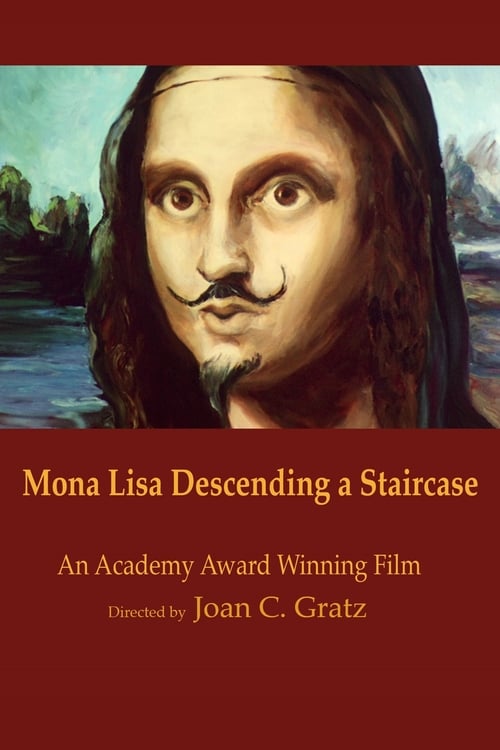 Mona Lisa Descending a Staircase
An Academy Award Winning Film
Directed by Joan C. Gratz